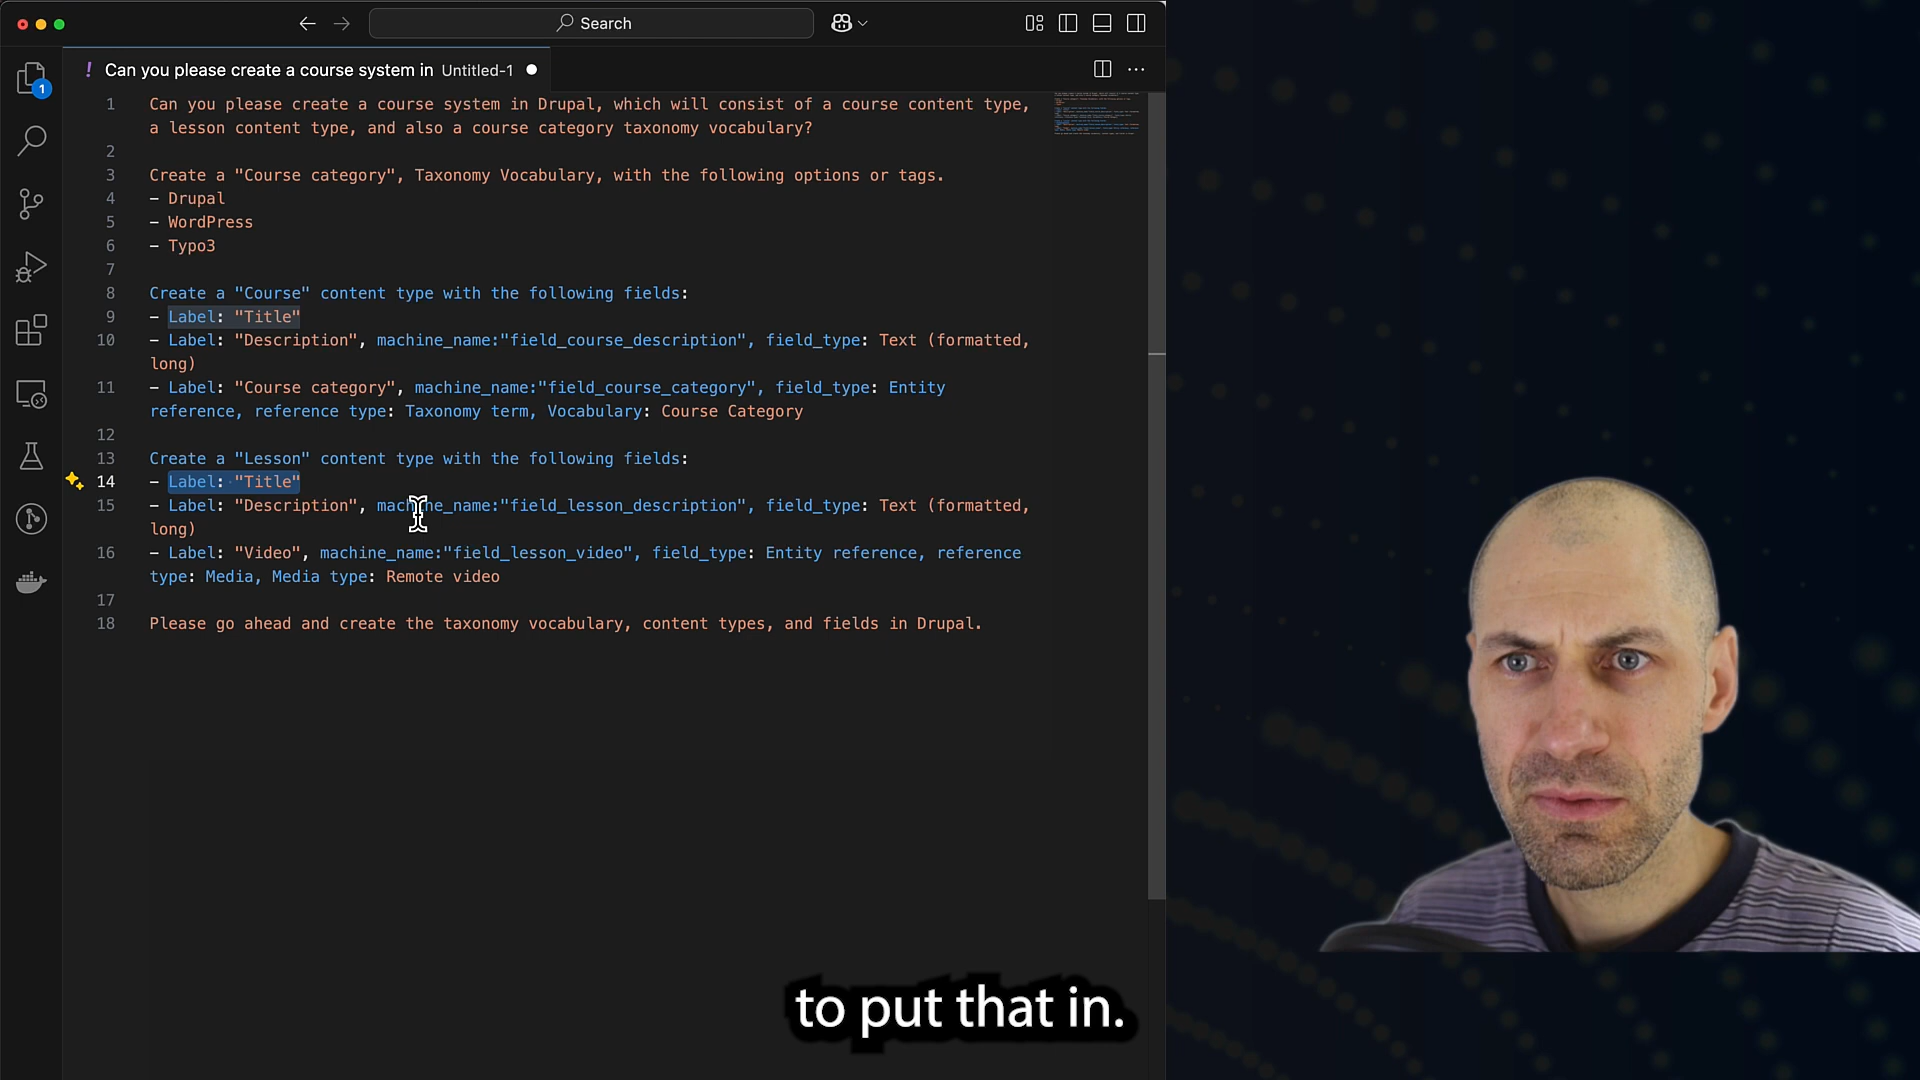 Search
! Can you please create a course system in Untitled-1
1
1 Can you please create a course system in Drupal, which will consist of a course content type,
a lesson content type, and also a course category taxonomy vocabulary?
2
3 Create a "Course category", Taxonomy Vocabulary, with the following options or tags.
4 - Drupal
5 - WordPress
6 - Typo3
7
8 Create a "Course" content type with the following fields:
9 - Label: "Title"
10 - Label: "Description", machine_name:"field_course_description", field_type: Text (formatted,
long)
11 - Label: "Course category", machine_name:"field_course_category", field_type: Entity
reference, reference type: Taxonomy term, Vocabulary: Course Category
12
13 Create a "Lesson" content type with the following fields:
14 - Label: "Title"
15 - Label: "Description", machine_name:"field_lesson_description", field_type: Text (formatted,
long)
16 - Label: "Video", machine_name:"field_lesson_video", field_type: Entity reference, reference
type: Media, Media type: Remote video
17
18 Please go ahead and create the taxonomy vocabulary, content types, and fields in Drupal.
to put that in.